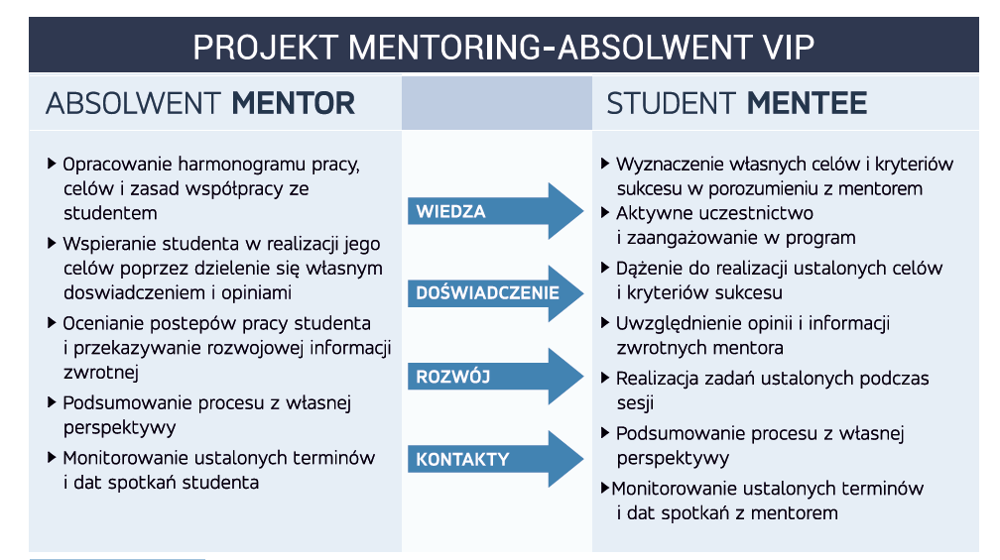 PROJEKT MENTORING-ABSOLWENT VIP
ABSOLWENT MENTOR
▶ Opracowanie harmonogramu pracy,
celów i zasad współpracy ze
studentem
▶ Wspieranie studenta w realizacji jego
celów poprzez dzielenie się własnym
doswiadczeniem i opiniami
▶ Ocenianie postepów pracy studenta
i przekazywanie rozwojowej informacji
zwrotnej
▶ Podsumowanie procesu z własnej
perspektywy
▶ Monitorowanie ustalonych terminów
i dat spotkań studenta
WIEDZA
DOŚWIADCZENIE
ROZWÓJ
KONTAKTY
STUDENT MENTEE
▶ Wyznaczenie własnych celów i kryteriów
sukcesu w porozumieniu z mentorem
▶ Aktywne uczestnictwo
i zaangażowanie w program
▶ Dążenie do realizacji ustalonych celów
i kryteriów sukcesu
▶ Uwzględnienie opinii i informacji
zwrotnych mentora
▶ Realizacja zadań ustalonych podczas
sesji
▶ Podsumowanie procesu z własnej
perspektywy
▶Monitorowanie ustalonych terminów
i dat spotkań z mentorem